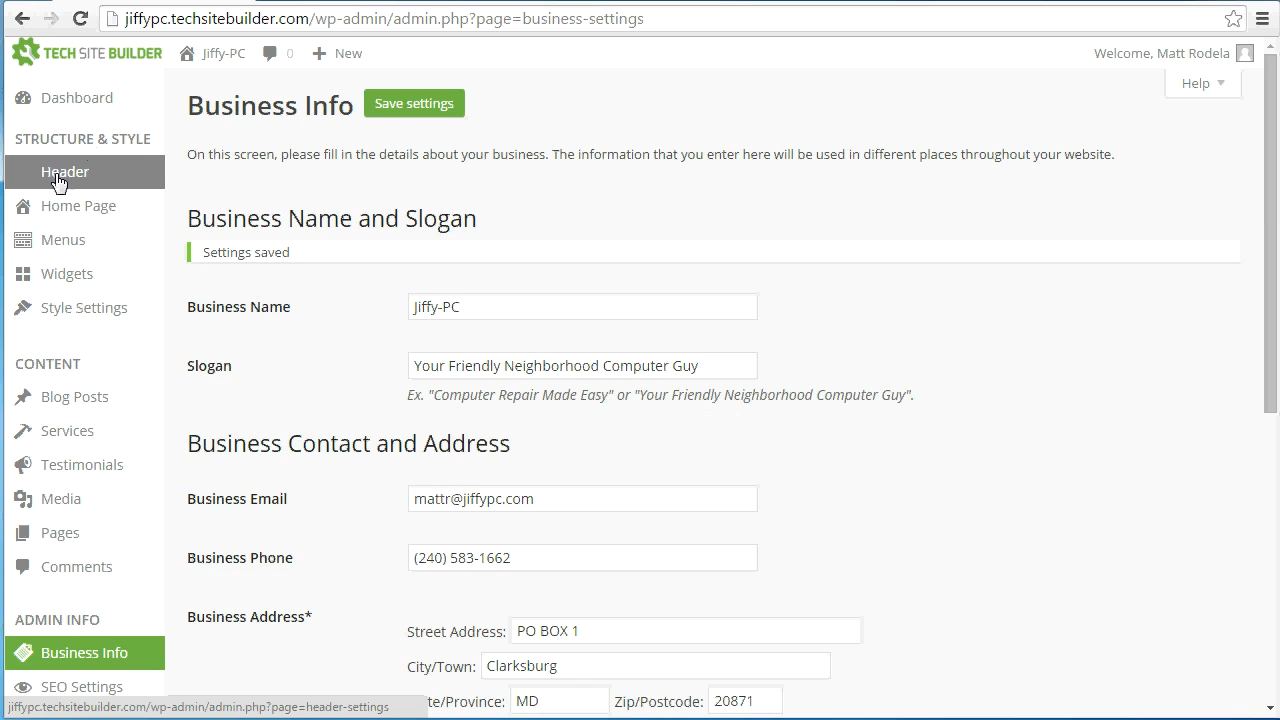 jiffypc.techsitebuilder.com/wp-admin/admin.php?page=business-settings
TECH SITE BUILDER
Jiffy-PC
0
New
Welcome, Matt Rodela
Help
Dashboard
STRUCTURE & STYLE
Header
Home Page
Menus
Widgets
Style Settings
CONTENT
Blog Posts
Services
Testimonials
Media
Pages
Comments
ADMIN INFO
Business Info
SEO Settings
Business Info
Save settings
On this screen, please fill in the details about your business. The information that you enter here will be used in different places throughout your website.
Business Name and Slogan
Settings saved
Business Name
Jiffy-PC
Slogan
Your Friendly Neighborhood Computer Guy
Ex. "Computer Repair Made Easy" or "Your Friendly Neighborhood Computer Guy".
Business Contact and Address
Business Email
mattr@jiffypc.com
Business Phone
(240) 583-1662
Business Address*
Street Address: PO BOX 1
City/Town: Clarksburg
te/Province: MD Zip/Postcode: 20871
jiffypc.techsitebuilder.com/wp-admin/admin.php?page=header-settings